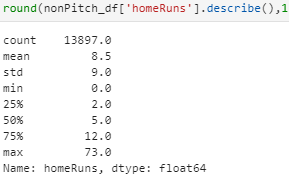 round(nonPitch_df['homeRuns'].describe(),1
count 13897.0
mean 8.5
std 9.0
min 0.0
25% 2.0
50% 5.0
75% 12.0
max 73.0
Name: homeRuns, dtype: float64